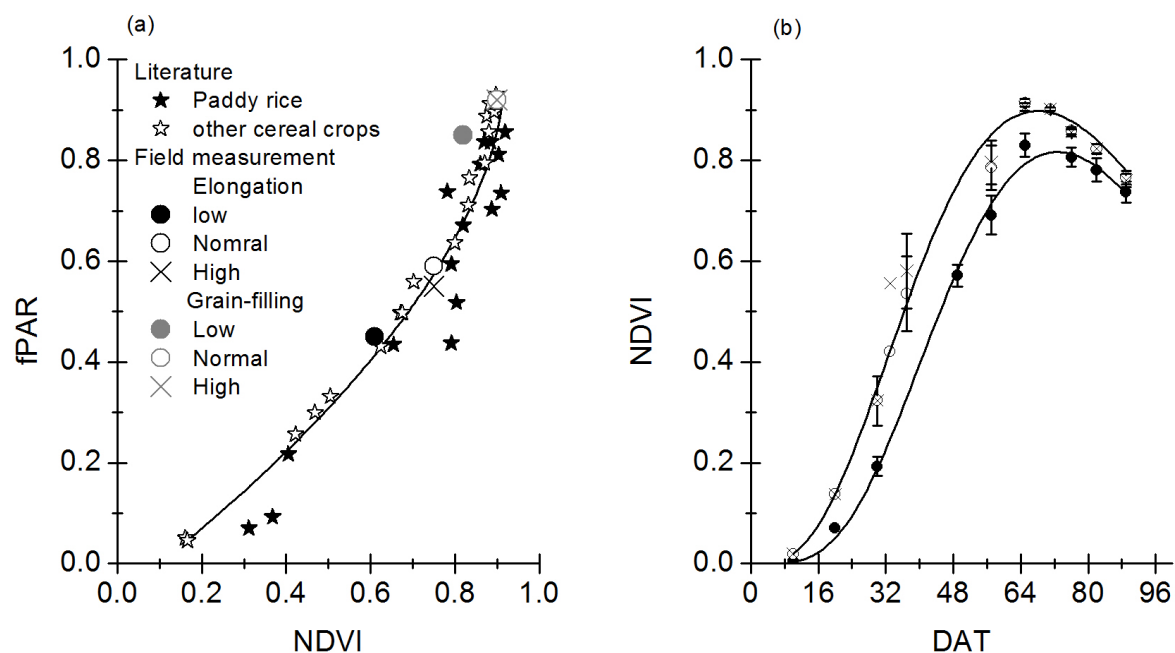 (a)
1.0
0.8
0.6
0.4
0.2
0.0
fPAR
Literature
Paddy rice
other cereal crops
Field measurement
Elongation
low
Nomral
High
Grain-filling
Low
Normal
High
0.0 0.2 0.4 0.6 0.8 1.0
NDVI
(b)
1.0
0.8
0.6
0.4
0.2
0.0
NDVI
0 16 32 48 64 80 96
DAT